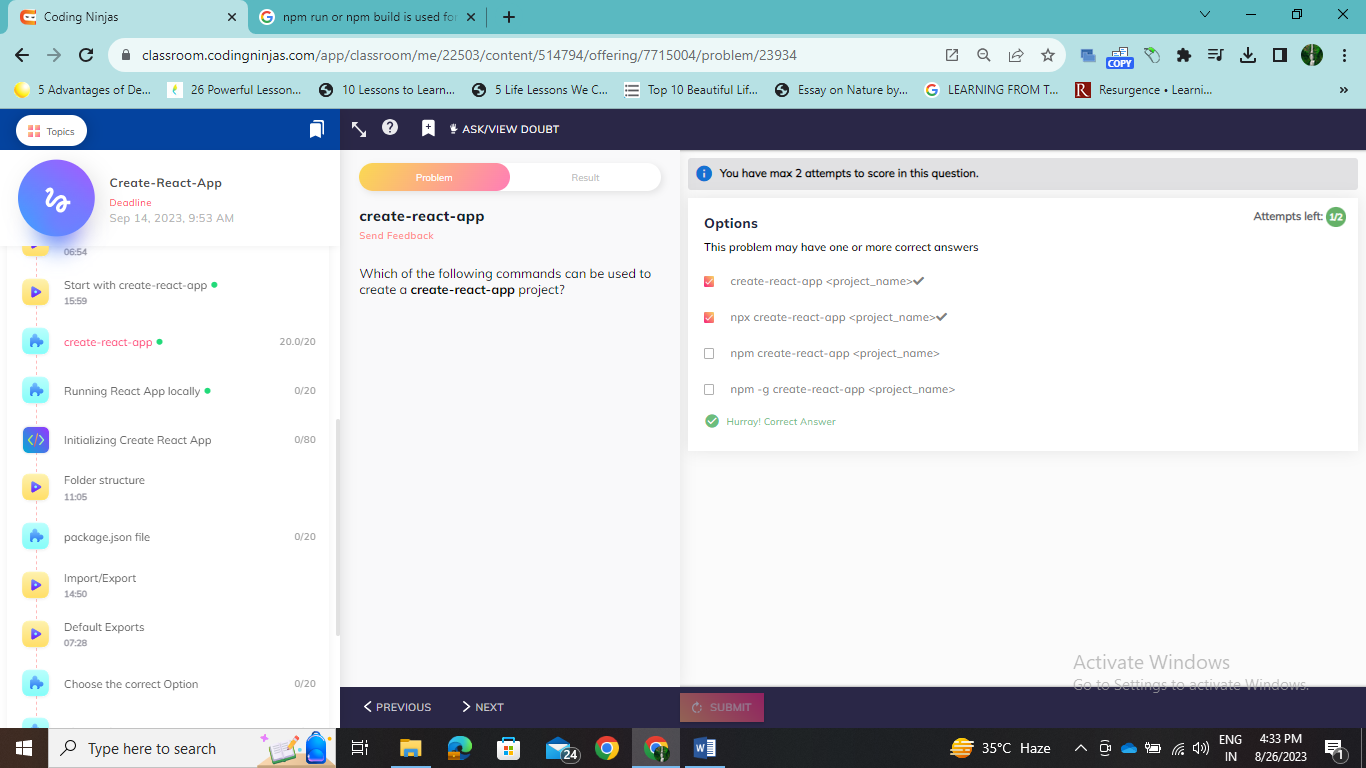 Coding Ninjas
npm run or npm build is used for
classroom.codingninjas.com/app/classroom/me/22503/content/514794/offering/7715004/problem/23934
COPY
5 Advantages of De...
26 Powerful Lesson...
10 Lessons to Learn...
5 Life Lessons We C...
Top 10 Beautiful Lif...
Essay on Nature by...
LEARNING FROM T...
Resurgence • Learni...
Topics
ASK/VIEW DOUBT
Create-React-App
Deadline
Sep 14, 2023, 9:53 AM
06:54
Start with create-react-app
15:59
create-react-app 20.0/20
Running React App locally 0/20
Initializing Create React App 0/80
Folder structure
11:05
package.json file 0/20
Import/Export
14:50
Default Exports
07:28
Choose the correct Option 0/20
Problem
Result
create-react-app
Send Feedback
Which of the following commands can be used to
create a create-react-app project?
You have max 2 attempts to score in this question.
Options
Attempts left: 1/2
This problem may have one or more correct answers
create-react-app <project_name>
npx create-react-app <project_name>
npm create-react-app <project_name>
npm -g create-react-app <project_name>
Hurray! Correct Answer
Activate Windows
Go to Settings to activate Windows.
PREVIOUS
NEXT
SUBMIT
Type here to search
24
35°C Haze
ENG
IN
4:33 PM
8/26/2023
1